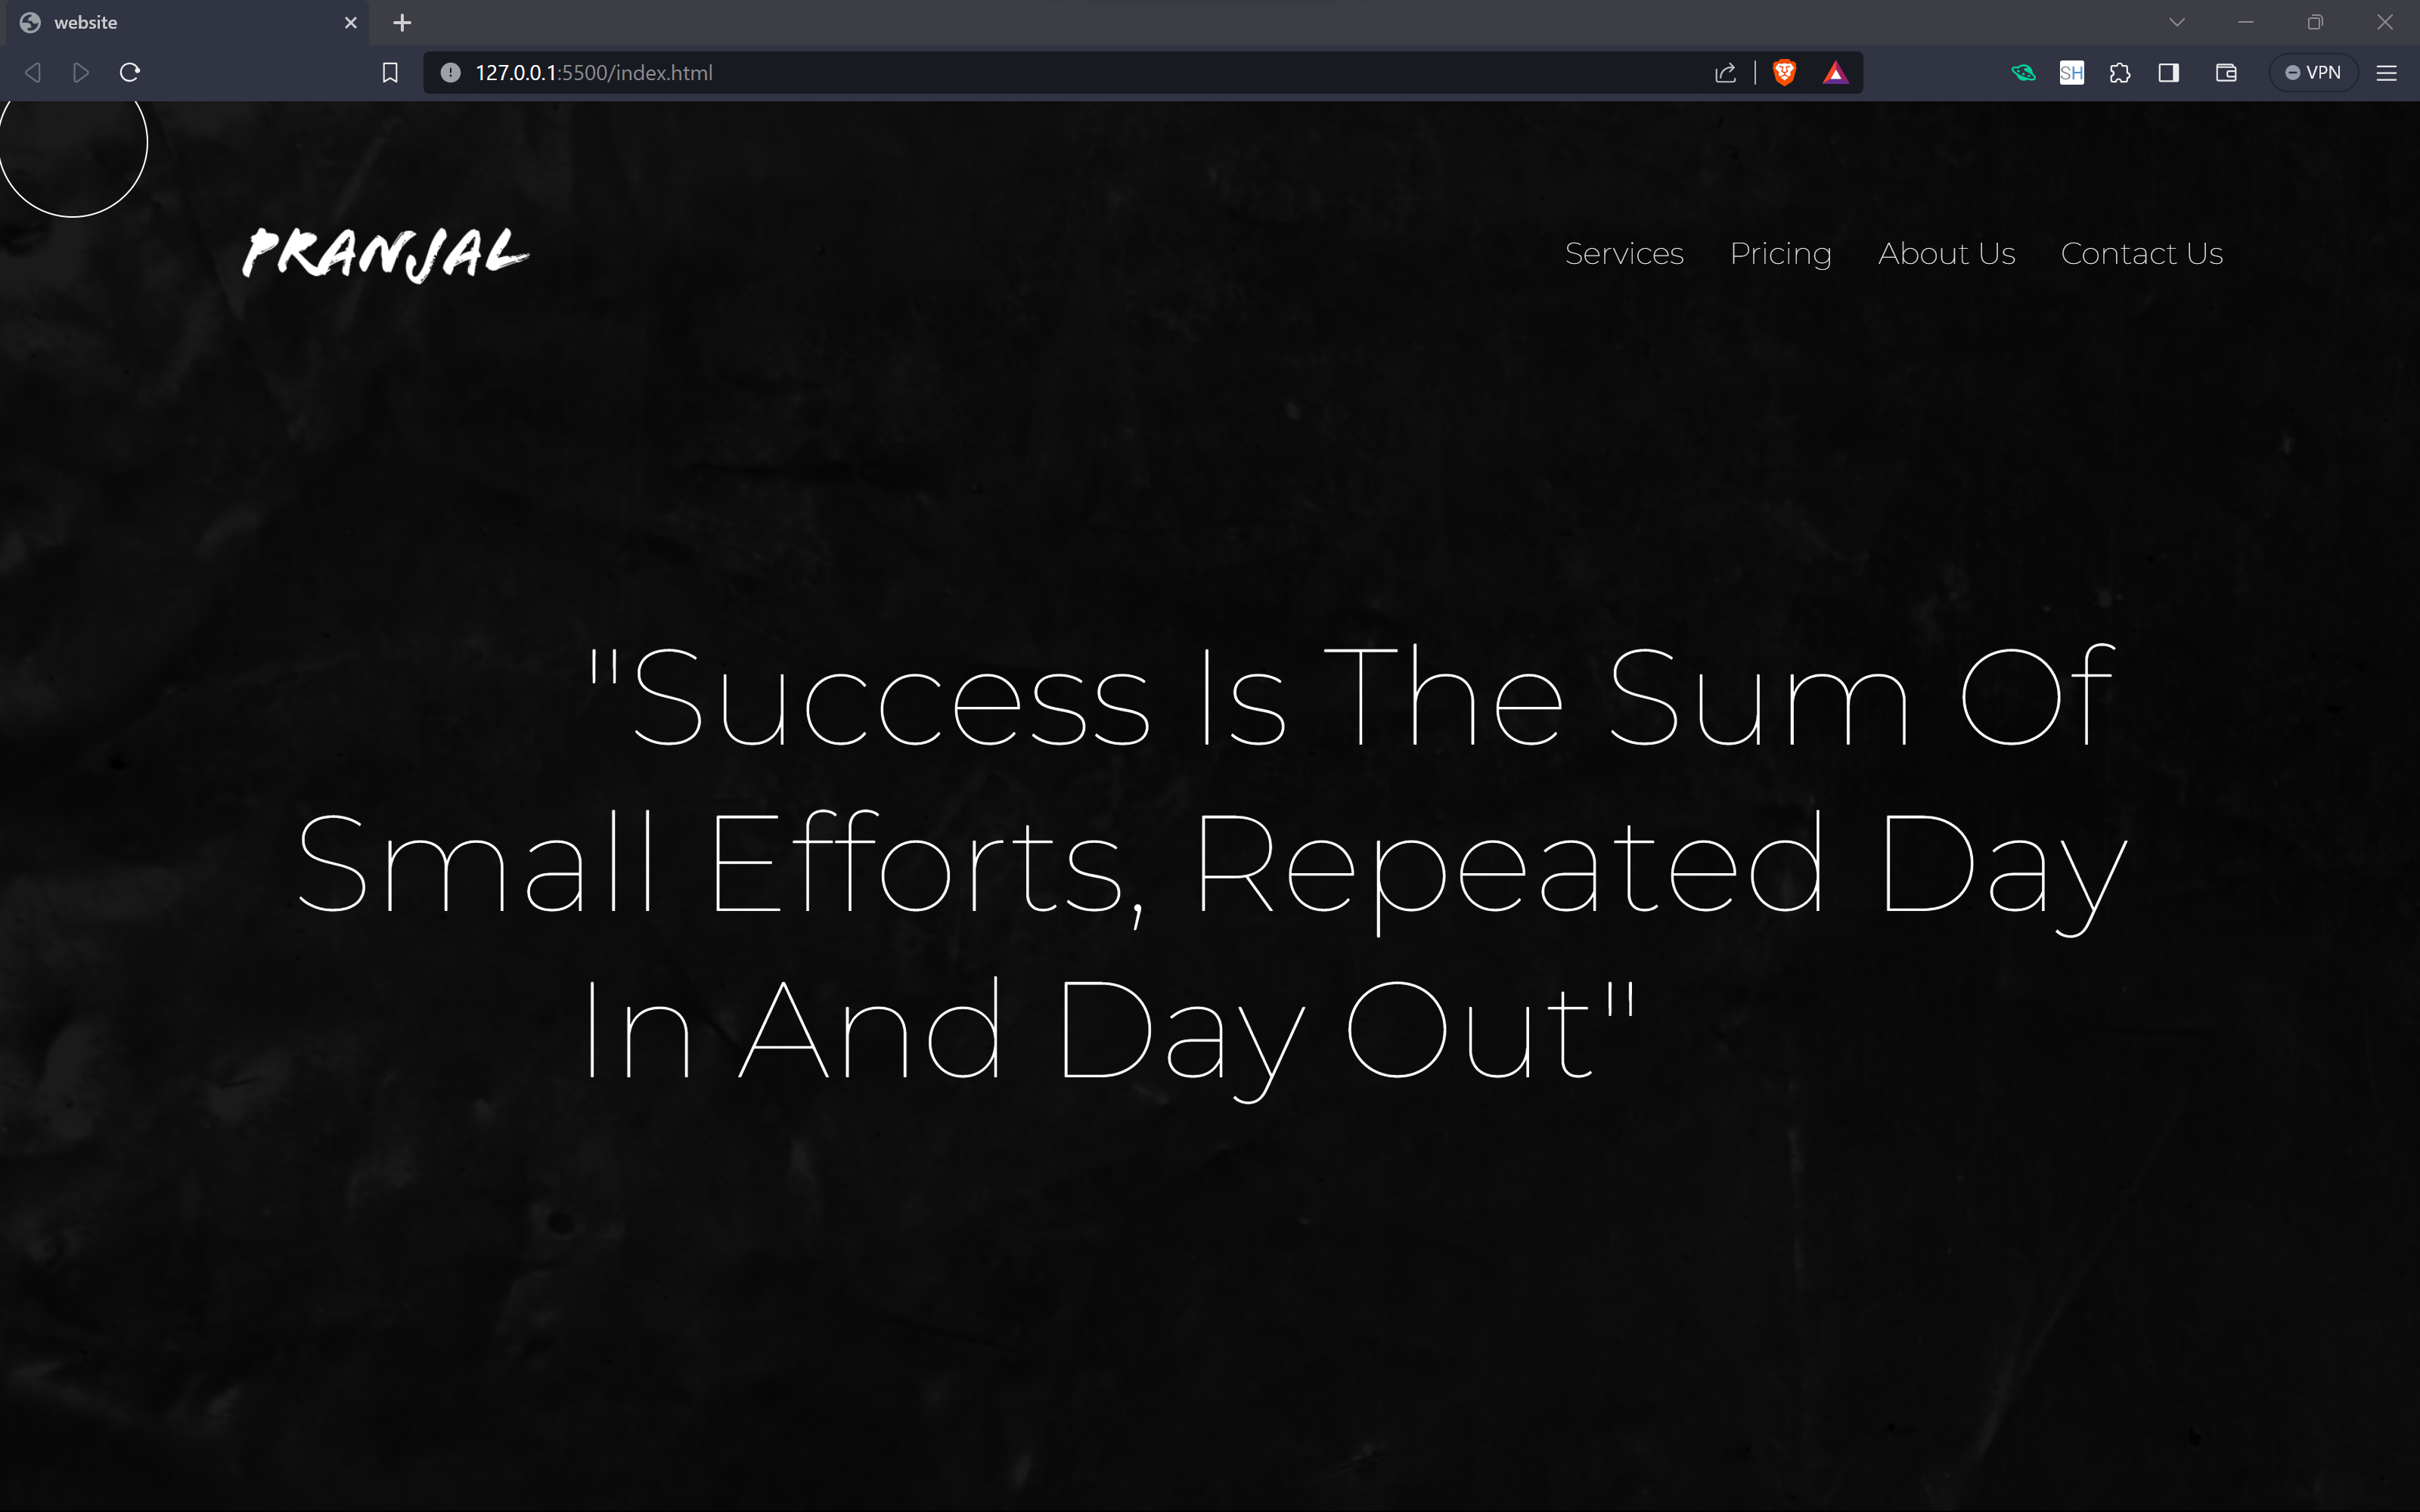 website
127.0.0.1:5500/index.html
SH
VPN
PRANJAL
Services Pricing About Us Contact Us
"Success Is The Sum Of
Small Efforts, Repeated Day
In And Day Out"